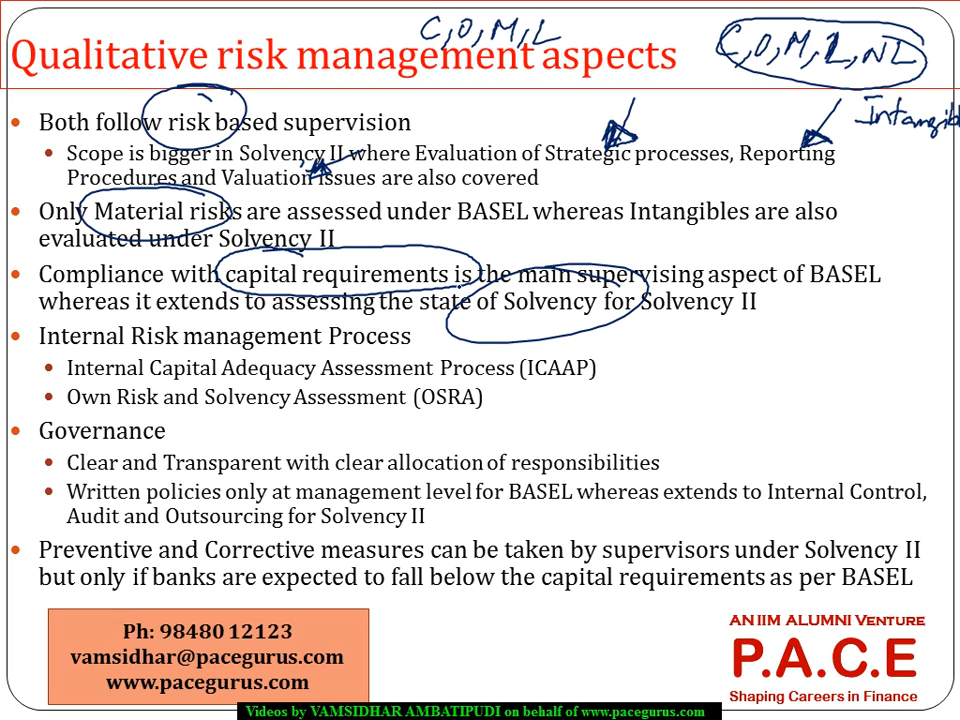 C, O, M, L
C, O, M, L, NL
Qualitative risk management aspects
Intangible
• Both follow risk based supervision
• Scope is bigger in Solvency II where Evaluation of Strategic processes, Reporting
Procedures and Valuation issues are also covered
• Only Material risks are assessed under BASEL whereas Intangibles are also
evaluated under Solvency II
• Compliance with capital requirements is the main supervising aspect of BASEL
whereas it extends to assessing the state of Solvency for Solvency II
• Internal Risk management Process
• Internal Capital Adequacy Assessment Process (ICAAP)
• Own Risk and Solvency Assessment (OSRA)
• Governance
• Clear and Transparent with clear allocation of responsibilities
• Written policies only at management level for BASEL whereas extends to Internal Control,
Audit and Outsourcing for Solvency II
• Preventive and Corrective measures can be taken by supervisors under Solvency II
but only if banks are expected to fall below the capital requirements as per BASEL
Ph: 98480 12123
vamsidhar@pacegurus.com
www.pacegurus.com
AN IIM ALUMNI VENTURE
P.A.C.E
Shaping Careers in Finance
Videos by VAMSIDHAR AMBATIPUDI on behalf of www.pacegurus.com